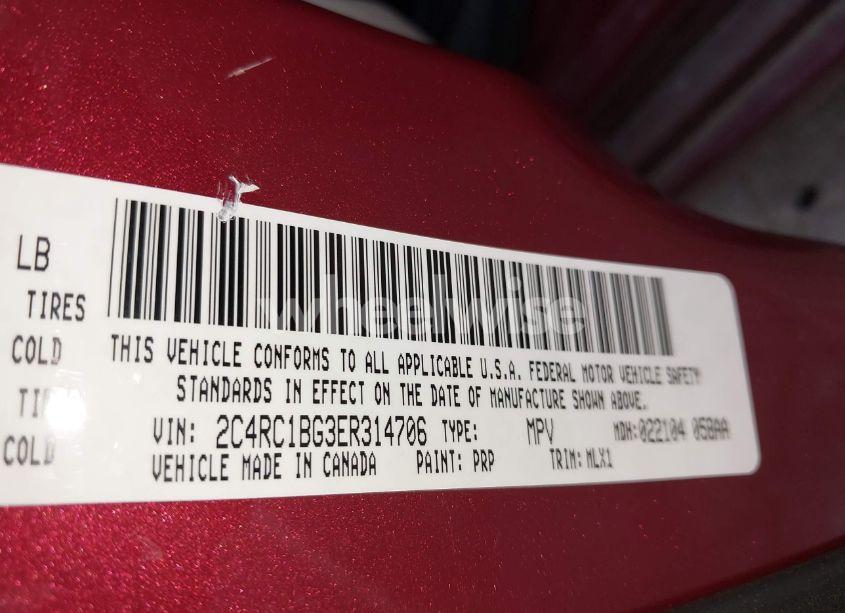 LB
TIRES
COLD
COLD
wheelwise
THIS VEHICLE CONFORMS TO ALL APPLICABLE U.S.A. FEDERAL MOTOR VEHICLE SAFETY
STANDARDS IN EFFECT ON THE DATE OF MANUFACTURE SHOWN ABOVE.
VIN: 2C4RC1BG3ER314706 TYPE: MPV MDH:022104 058AA
VEHICLE MADE IN CANADA PAINT: PRP TRIM: MLX1